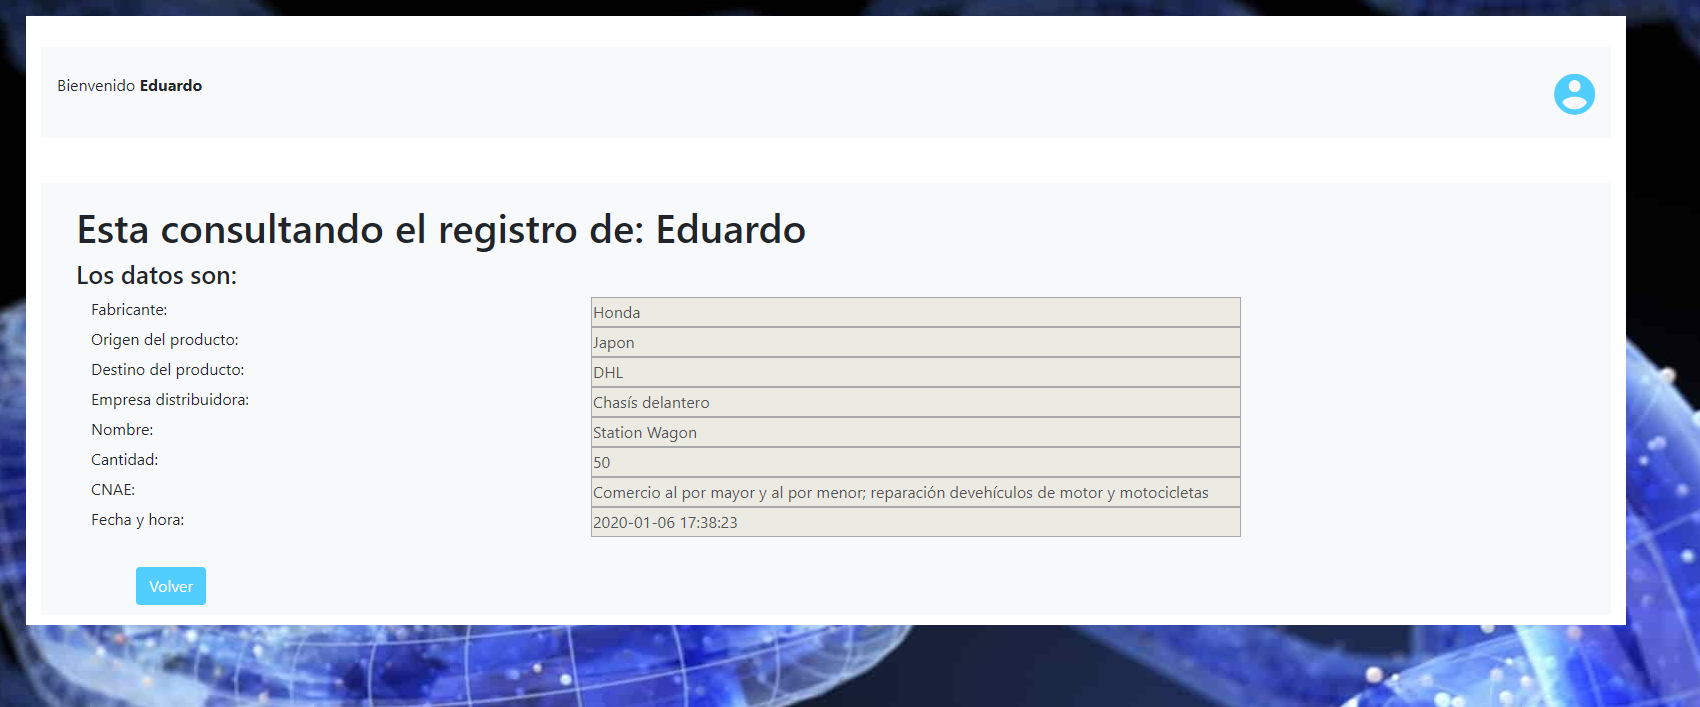 Bienvenido Eduardo
Esta consultando el registro de: Eduardo
Los datos son:
Fabricante: Honda
Origen del producto: Japon
Destino del producto: DHL
Empresa distribuidora: Chasís delantero
Nombre: Station Wagon
Cantidad: 50
CNAE: Comercio al por mayor y al por menor; reparación devehículos de motor y motocicletas
Fecha y hora: 2020-01-06 17:38:23
Volver